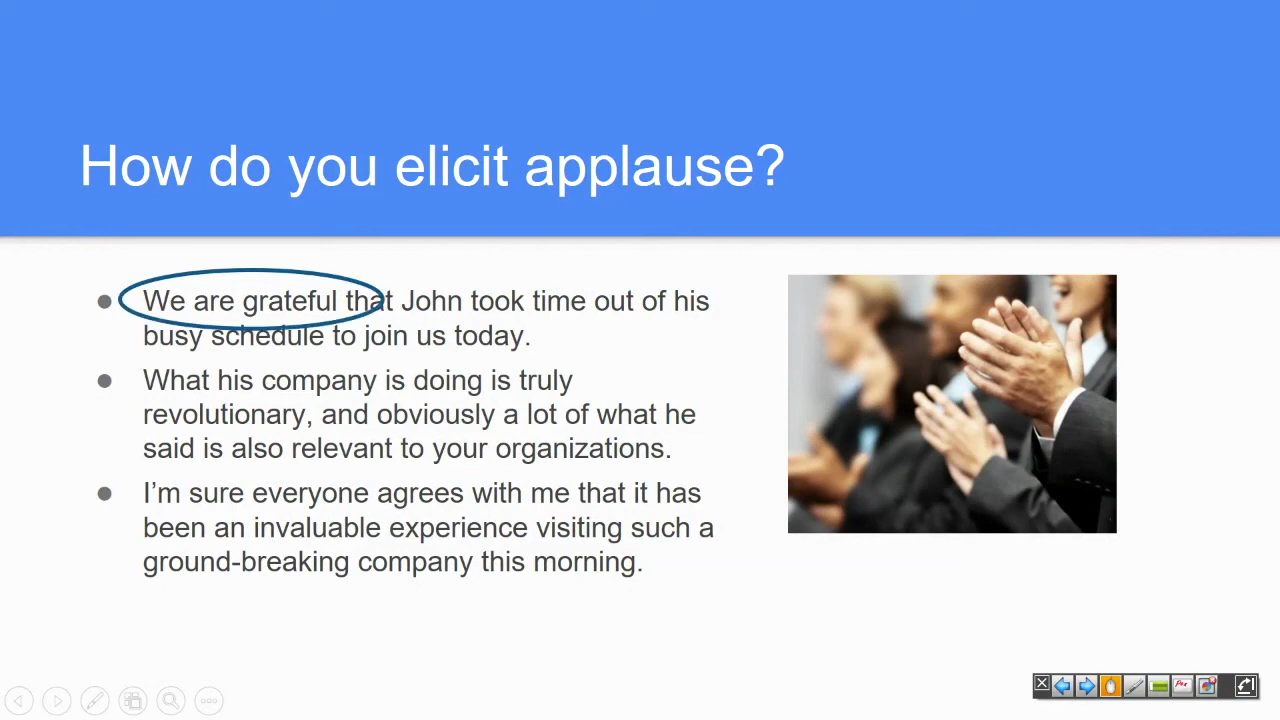 How do you elicit applause?
● We are grateful that John took time out of his
busy schedule to join us today.
● What his company is doing is truly
revolutionary, and obviously a lot of what he
said is also relevant to your organizations.
● I’m sure everyone agrees with me that it has
been an invaluable experience visiting such a
ground-breaking company this morning.